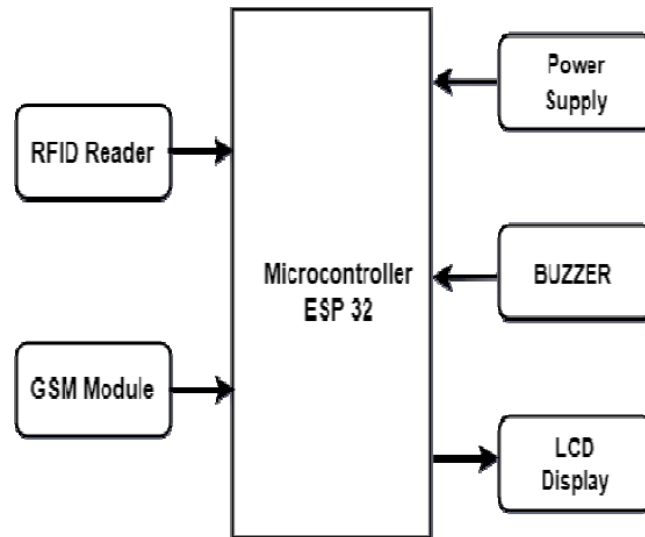 RFID Reader
GSM Module
Microcontroller
ESP 32
Power
Supply
BUZZER
LCD
Display